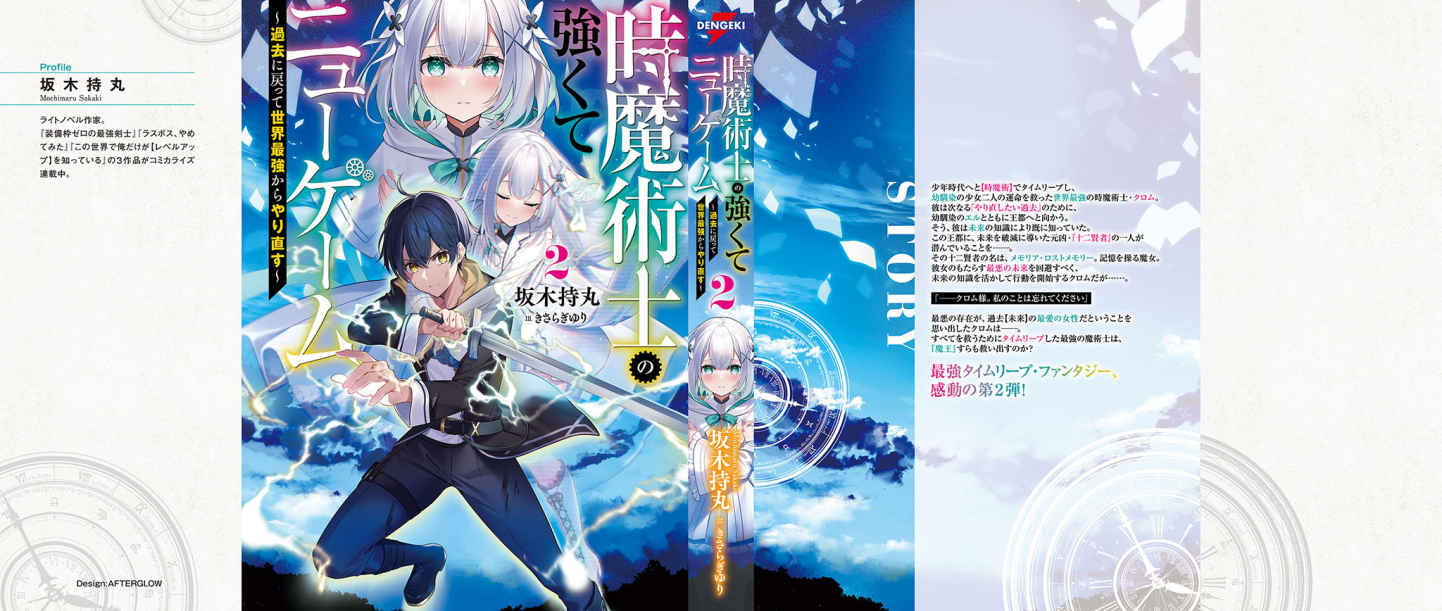 Profile
坂木持丸
Mochimaru Sakaki
ライトノベル作家。
『装備枠ゼロの最強剣士』『ラスボス、やめ
てみた』『この世界で俺だけが【レベルアッ
プ】を知っている』の3作品がコミカライズ
連載中。
Design:AFTERGLOW
時魔術士の
強くて
ニューゲーム
～過去に戻って世界最強からやり直す～
2
坂木持丸
Ill.きさらぎゆり
DENGEKI
時魔術士の強くて
ニューゲーム
～過去に戻って
世界最強からやり直す～
2
坂木持丸
きさらぎゆり
STORY
少年時代へと【時魔術】でタイムリープし、
幼馴染の少女二人の運命を救った世界最強の時魔術士・クロム。
彼は次なる「やり直したい過去」のために、
幼馴染のエルとともに王都へと向かう。
そう、彼は未来の知識により既に知っていた。
この王都に、未来を破滅に導いた元凶・『十二賢者』の一人が
潜んでいることを――。
その十二賢者の名は、メモリア・ロストメモリー。記憶を操る魔女。
彼女のもたらす最悪の未来を回避すべく、
未来の知識を活かして行動を開始するクロムだが……。
「――クロム様。私のことは忘れてください」
最悪の存在が、過去【未来】の最愛の女性だということを
思い出したクロムは――。
すべてを救うためにタイムリープした最強の魔術士は、
『魔王』すらも救い出すのか?
最強タイムリープ・ファンタジー、
感動の第2弾!